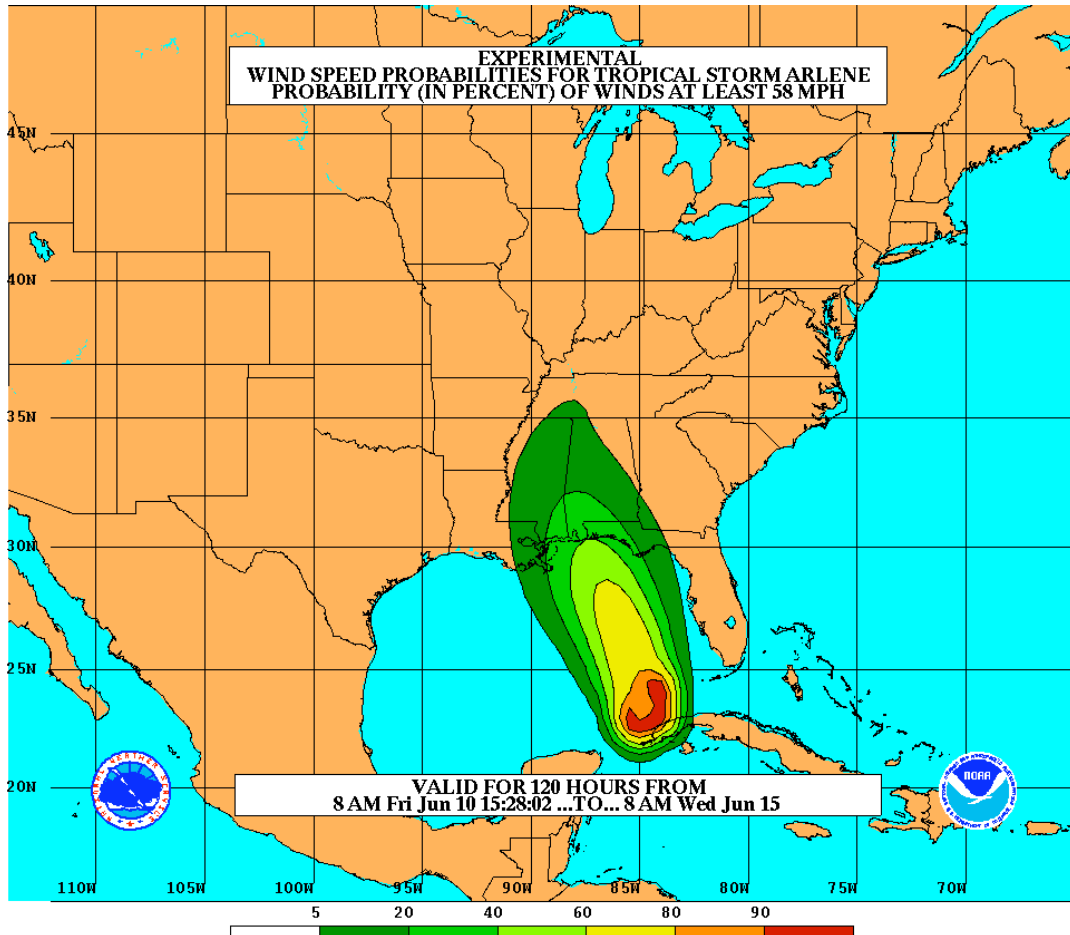 EXPERIMENTAL
WIND SPEED PROBABILITIES FOR TROPICAL STORM ARLENE
PROBABILITY (IN PERCENT) OF WINDS AT LEAST 58 MPH
45N
40N
35N
30N
25N
20N
VALID FOR 120 HOURS FROM
8 AM Fri Jun 10 15:28:02 ...TO... 8 AM Wed Jun 15
NOAA
110W 105W 100W 95W 90W 85W 80W 75W 70W
5 20 40 60 80 90